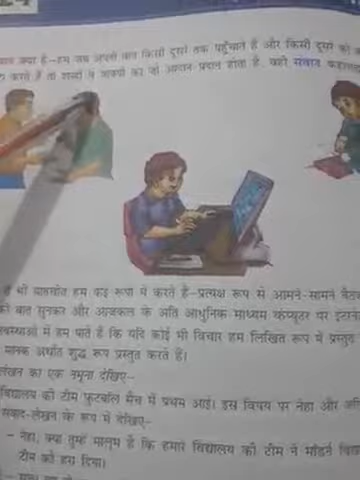 क्या है–हम जब अपनी बात किसी दूसरे तक पहुँचाते हैं और किसी दूसरे की
करते हैं तो शब्दों व वाक्यों का जो आदान-प्रदान होता है, वही संवाद
है भी बातचीत हम कई रूपों में करते हैं–प्रत्यक्ष रूप से आमने-सामने
की बात सुनकर और आजकल के अति आधुनिक माध्यम कंप्यूटर पर
में हम पाते हैं कि यदि कोई भी विचार हम लिखित रूप में प्रस्तुत
मानक अर्थात शुद्ध रूप प्रस्तुत करते हैं।
लेखन का एक नमूना देखिए–
विद्यालय की टीम फुटबॉल मैच में प्रथम आई। इस विषय पर नेहा और
संवाद-लेखन के रूप में देखिए–
– नेहा, क्या तुम्हें मालूम है कि हमारे विद्यालय की टीम ने मॉडर्न
टीम को हरा दिया।